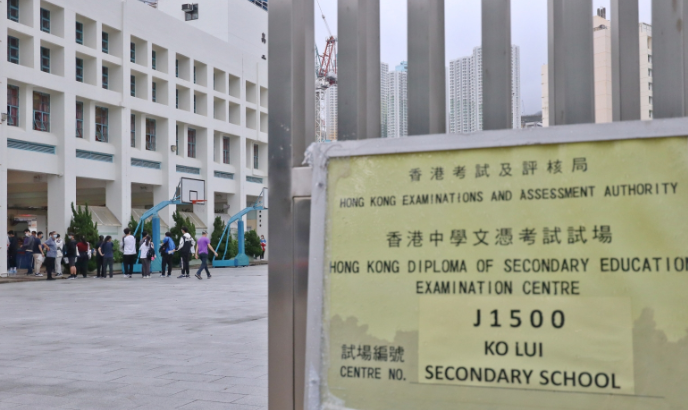 香港考試及評核局
HONG KONG EXAMINATIONS AND ASSESSMENT AUTHORITY
香港中學文憑考試試場
HONG KONG DIPLOMA OF SECONDARY EDUCATION
EXAMINATION CENTRE
J1500
KO LUI
試場編號
CENTRE NO. SECONDARY SCHOOL